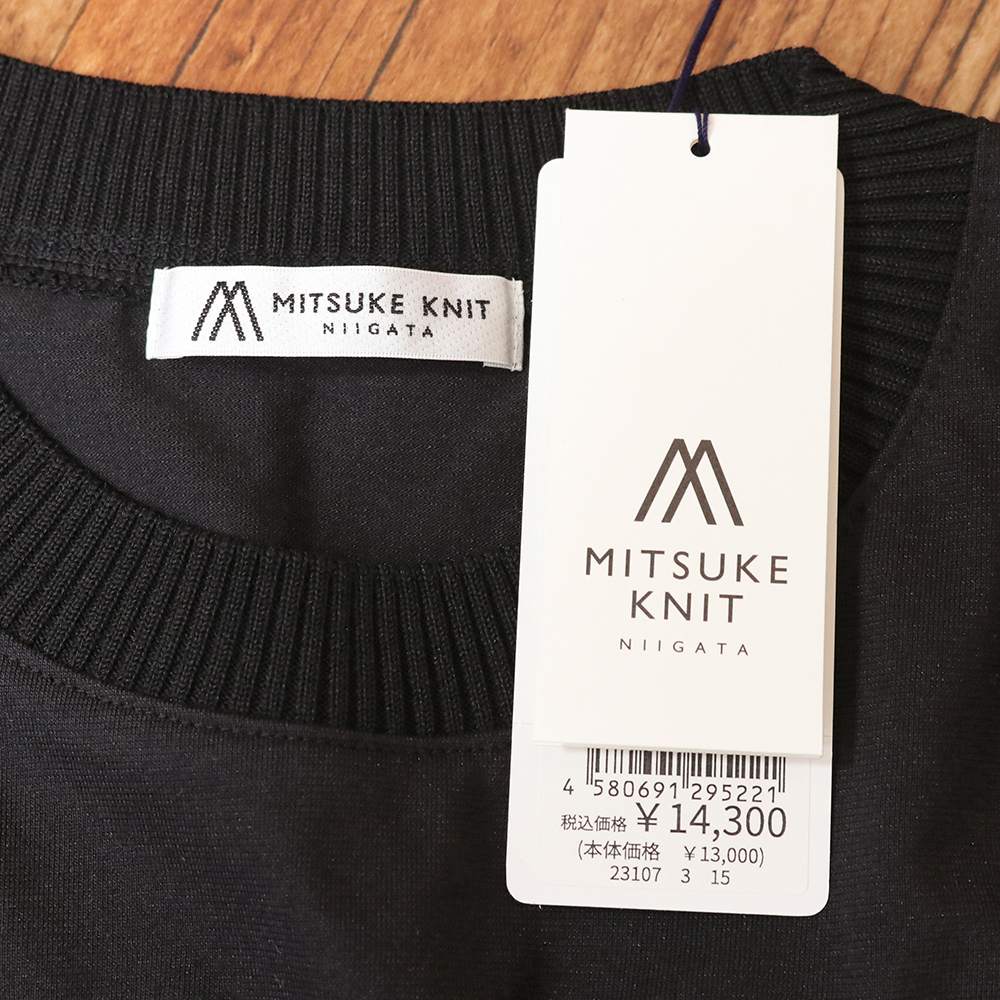 MITSUKE KNIT
NIIGATA
MITSUKE
KNIT
NIIGATA
4 580691 295221
税込価格 ¥14,300
(本体価格 ¥13,000)
23107 3 15